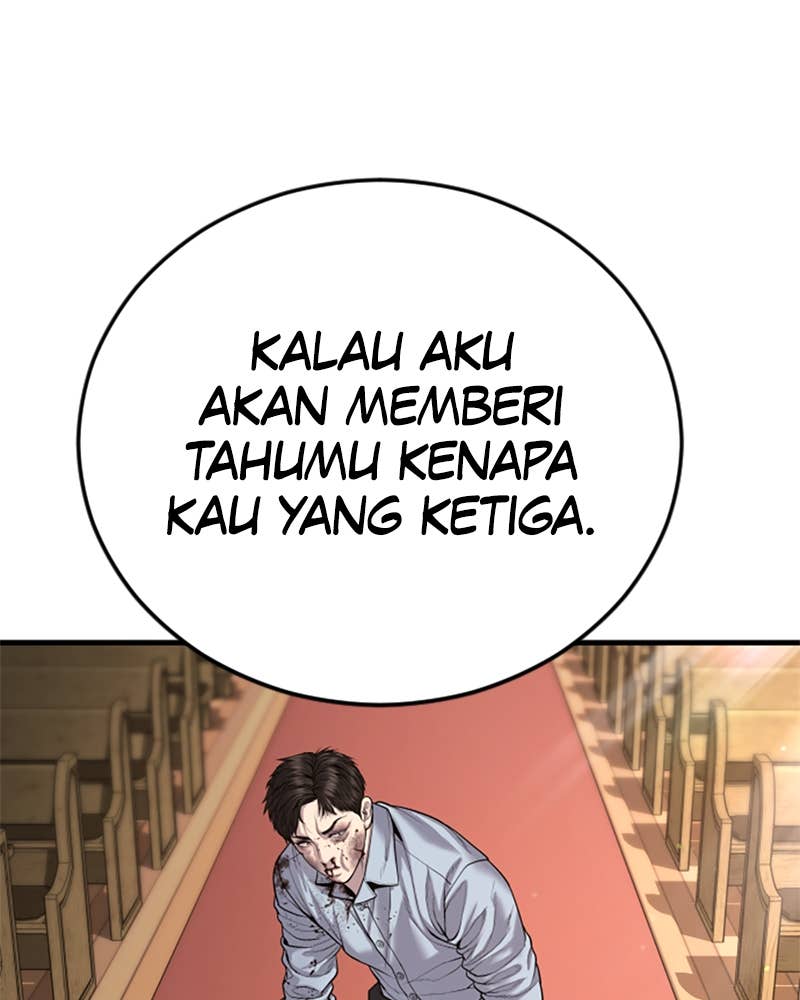 KALAU AKU
AKAN MEMBERI
TAHUMU KENAPA
KAU YANG KETIGA.